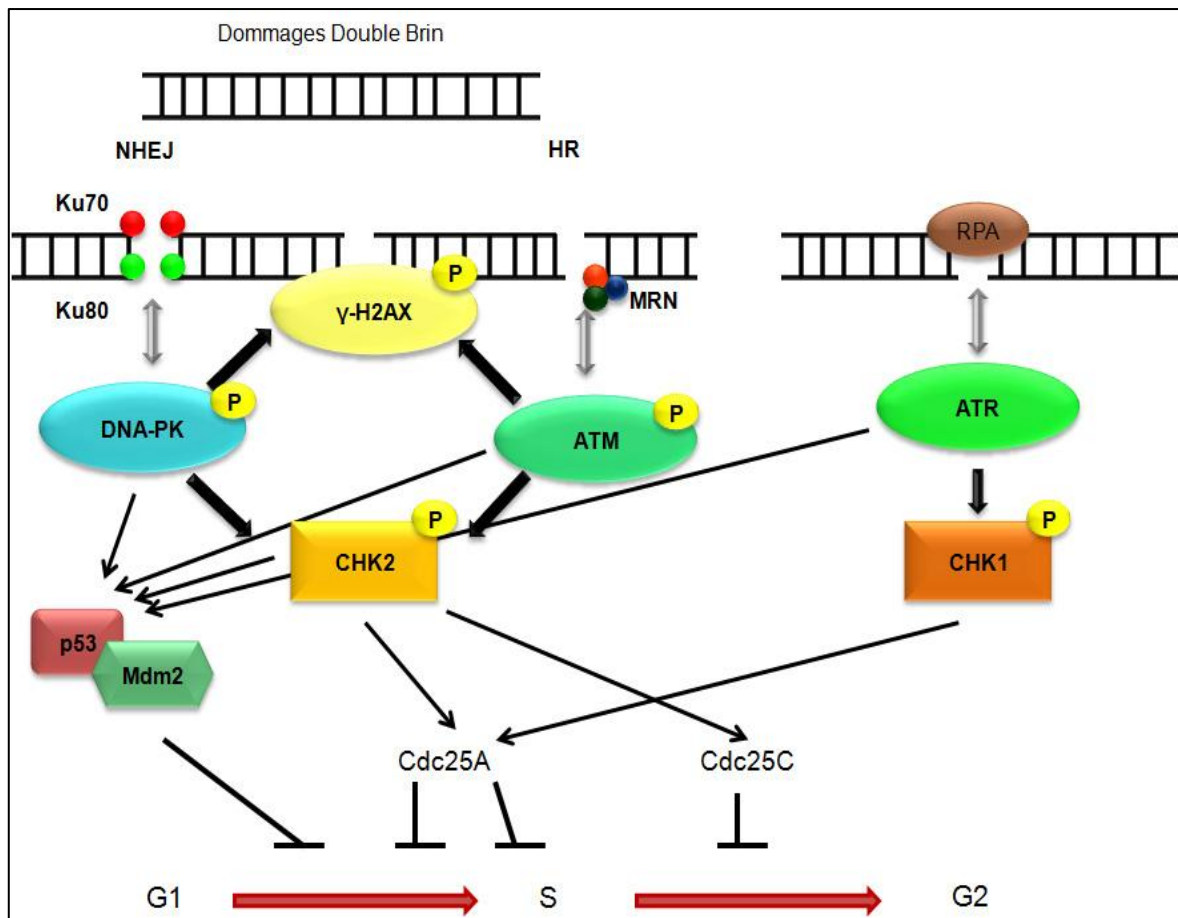 Dommages Double Brin
NHEJ
HR
Ku70
RPA
P
Ku80
γ-H2AX
MRN
P
DNA-PK
P
ATM
ATR
P
CHK2
P
CHK1
p53
Mdm2
Cdc25A
Cdc25C
G1
S
G2